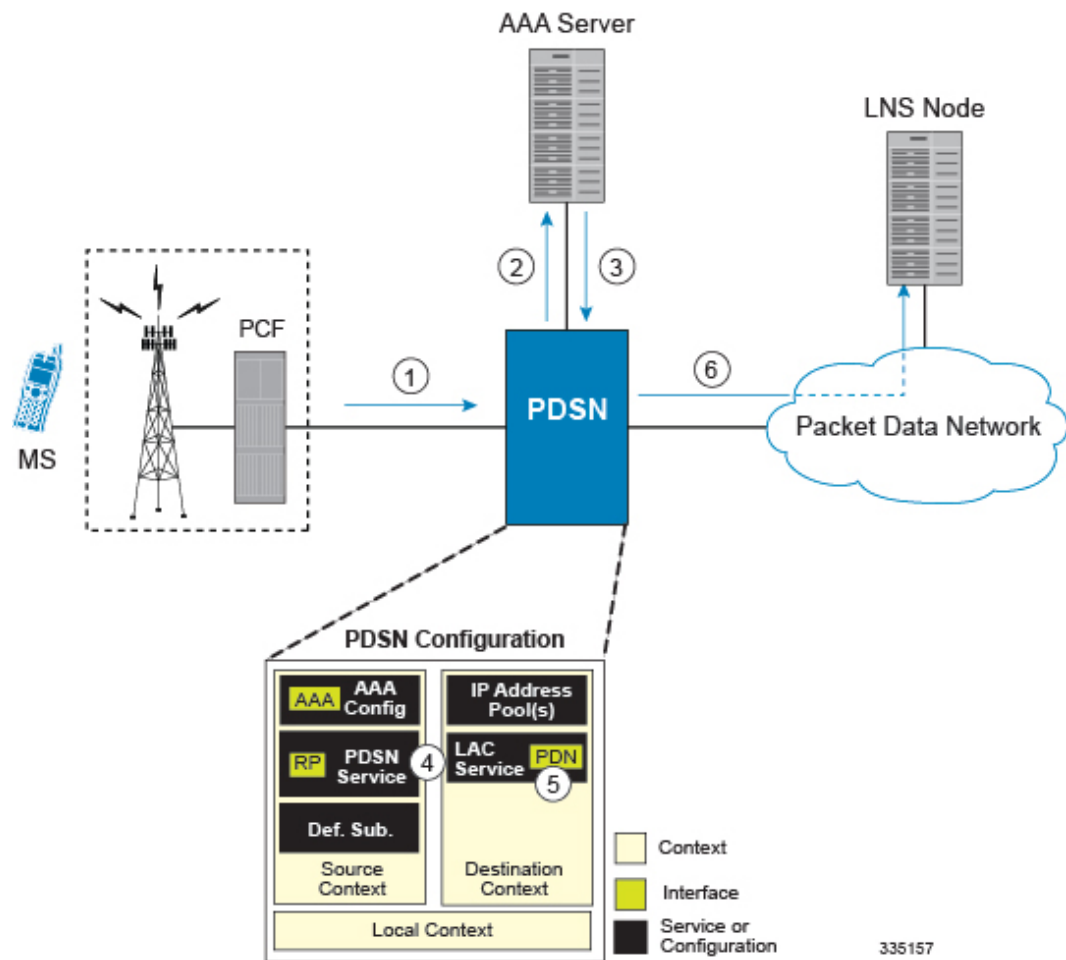 AAA Server
LNS Node
2
3
PCF
1
6
PDSN
Packet Data Network
MS
PDSN Configuration
AAA
AAA
Config
IP Address
Pool(s)
RP
PDSN
Service
4
LAC
Service
PDN
5
Def. Sub.
Source
Context
Destination
Context
Local Context
Context
Interface
Service or
Configuration
335157